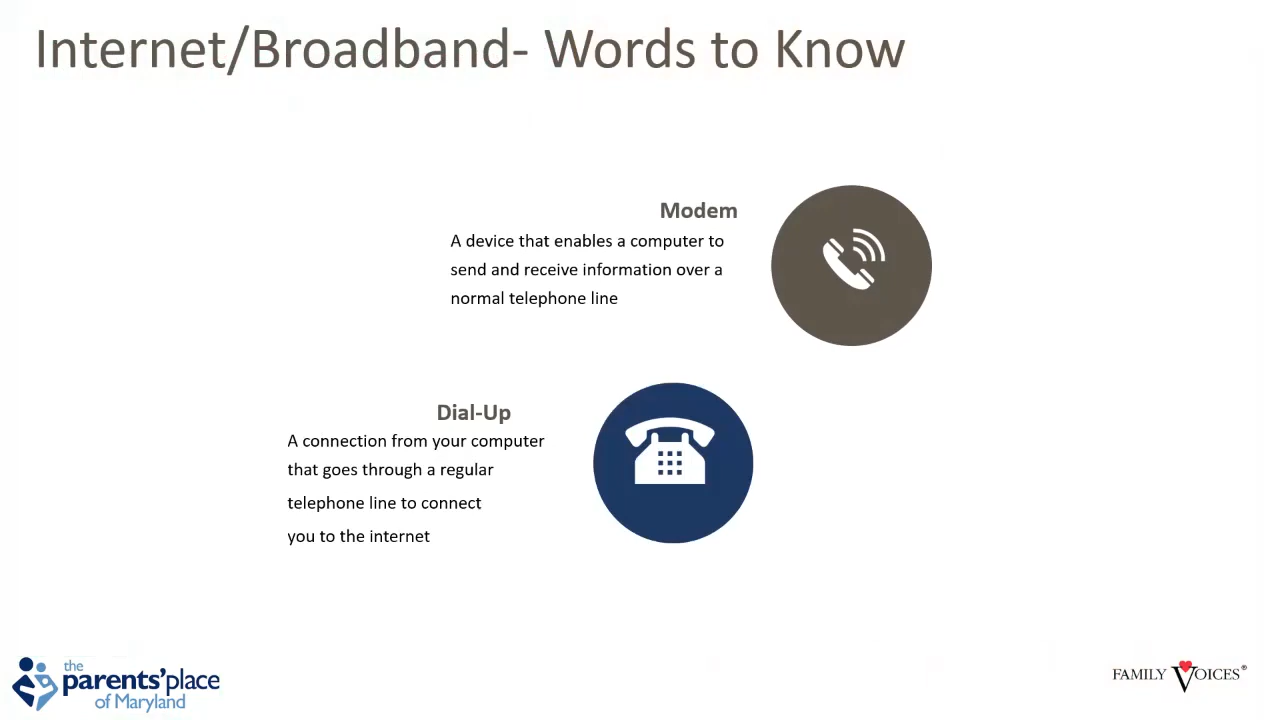 Internet/Broadband- Words to Know
Modem
A device that enables a computer to
send and receive information over a
normal telephone line
Dial-Up
A connection from your computer
that goes through a regular
telephone line to connect
you to the internet
the
parents'place
of Maryland
FAMILY VOICES®